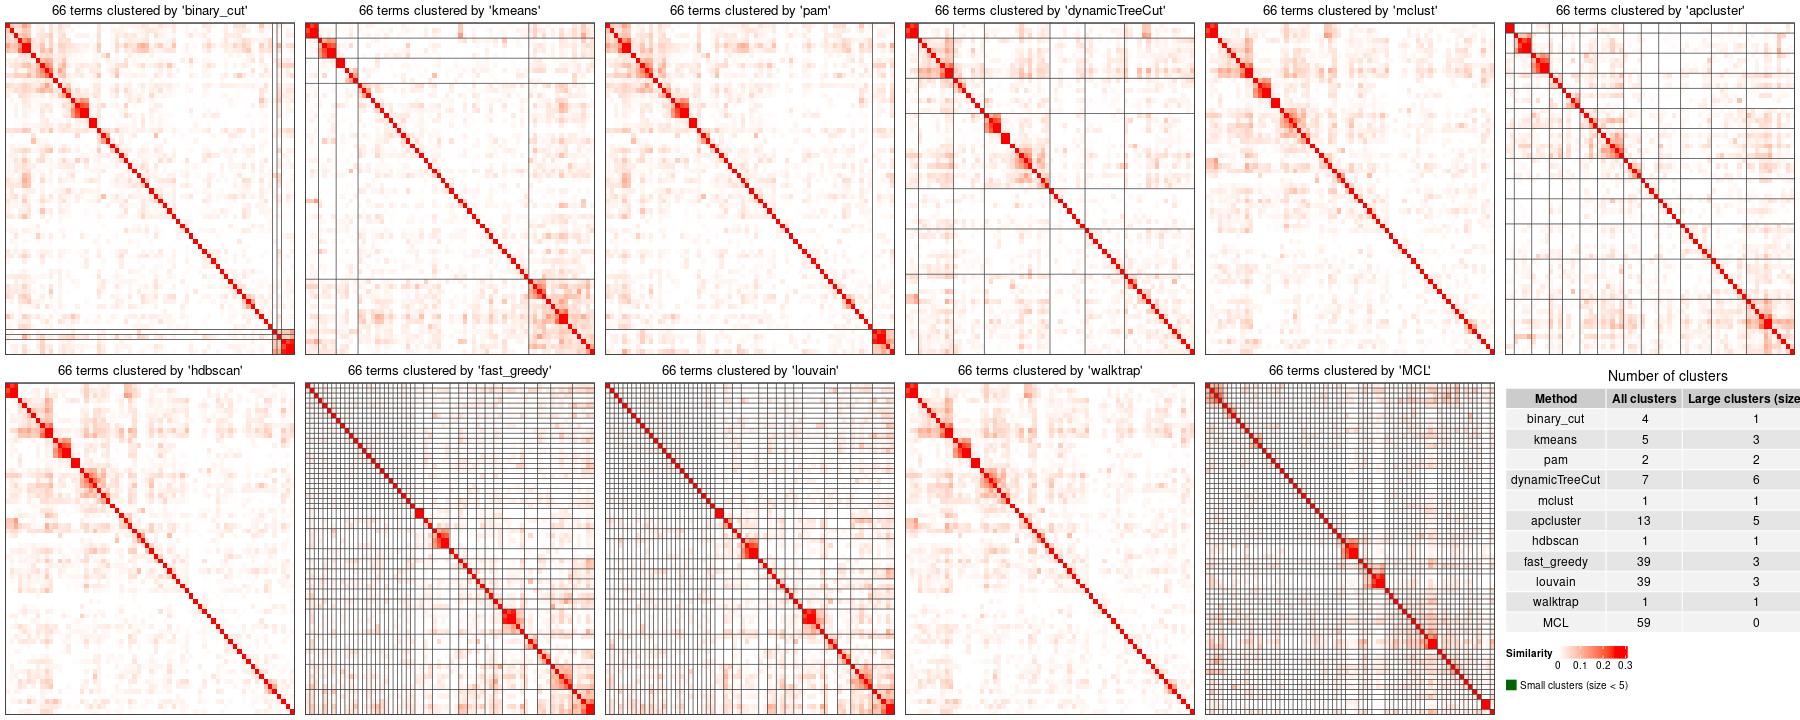 66 terms clustered by 'binary_cut'
66 terms clustered by 'kmeans'
66 terms clustered by 'pam'
66 terms clustered by 'dynamicTreeCut'
66 terms clustered by 'mclust'
66 terms clustered by 'apcluster'
66 terms clustered by 'hdbscan'
66 terms clustered by 'fast_greedy'
66 terms clustered by 'louvain'
66 terms clustered by 'walktrap'
66 terms clustered by 'MCL'
Number of clusters
Method All clusters Large clusters (size
binary_cut 4 1
kmeans 5 3
pam 2 2
dynamicTreeCut 7 6
mclust 1 1
apcluster 13 5
hdbscan 1 1
fast_greedy 39 3
louvain 39 3
walktrap 1 1
MCL 59 0
Similarity
0 0.1 0.2 0.3
Small clusters (size < 5)